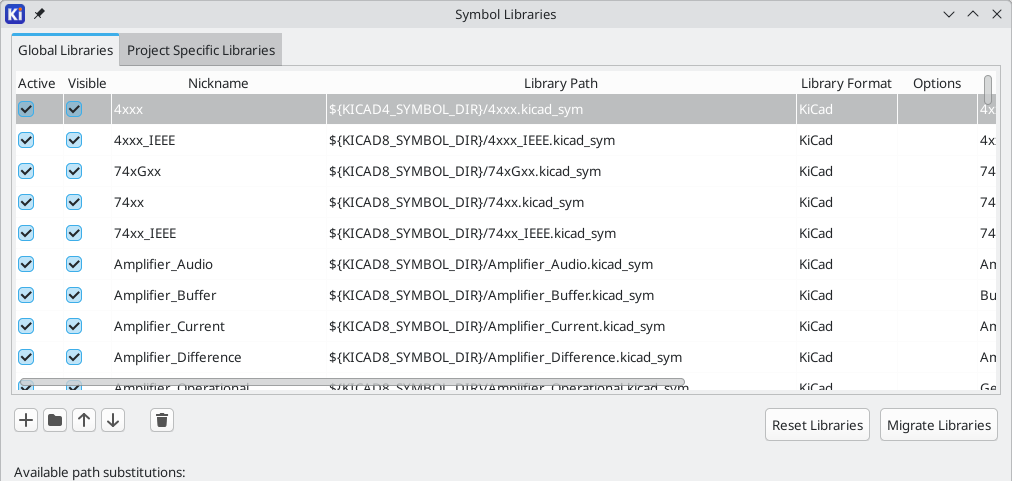 Ki Symbol Libraries
Global Libraries Project Specific Libraries
Active Visible Nickname Library Path Library Format Options
4xxx ${KICAD4_SYMBOL_DIR}/4xxx.kicad_sym KiCad 4x
4xxx_IEEE ${KICAD8_SYMBOL_DIR}/4xxx_IEEE.kicad_sym KiCad 4x
74xGxx ${KICAD8_SYMBOL_DIR}/74xGxx.kicad_sym KiCad 74
74xx ${KICAD8_SYMBOL_DIR}/74xx.kicad_sym KiCad 74
74xx_IEEE ${KICAD8_SYMBOL_DIR}/74xx_IEEE.kicad_sym KiCad 74
Amplifier_Audio ${KICAD8_SYMBOL_DIR}/Amplifier_Audio.kicad_sym KiCad Am
Amplifier_Buffer ${KICAD8_SYMBOL_DIR}/Amplifier_Buffer.kicad_sym KiCad Bu
Amplifier_Current ${KICAD8_SYMBOL_DIR}/Amplifier_Current.kicad_sym KiCad Am
Amplifier_Difference ${KICAD8_SYMBOL_DIR}/Amplifier_Difference.kicad_sym KiCad Am
Amplifier_Operational ${KICAD8_SYMBOL_DIR}/Amplifier_Operational.kicad_sym KiCad Ge
Reset Libraries Migrate Libraries
Available path substitutions: